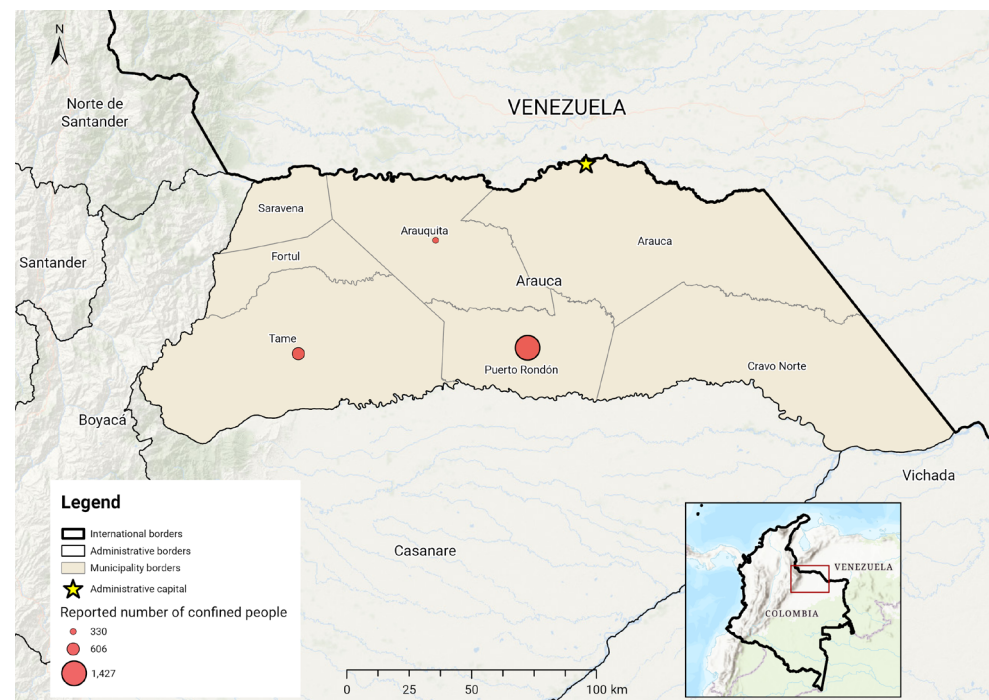 N
Norte de
Santander
VENEZUELA
Saravena
Arauquita
Arauca
Santander
Fortul
Arauca
Tame
Puerto Rondón
Cravo Norte
Boyacá
Vichada
Casanare
Legend
International borders
Administrative borders
Municipality borders
Administrative capital
Reported number of confined people
330
606
1,427
0 25 50 100 km
VENEZUELA
COLOMBIA